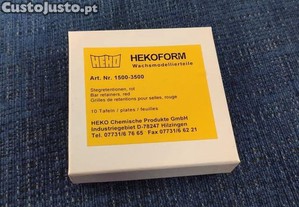 CustoJusto.pt
HEKO
HEKOFORM
Wachsmodellierteile
Art. Nr. 1500-3500
Stegretentionen, rot
Bar retainers, red
Grilles de retentions pour selles, rouge
10 Tafeln / plates / feuilles
HEKO Chemische Produkte GmbH
Industriegebiet D-78247 Hilzingen
Tel. 07731/6 76 65 Fax 07731/6 62 21